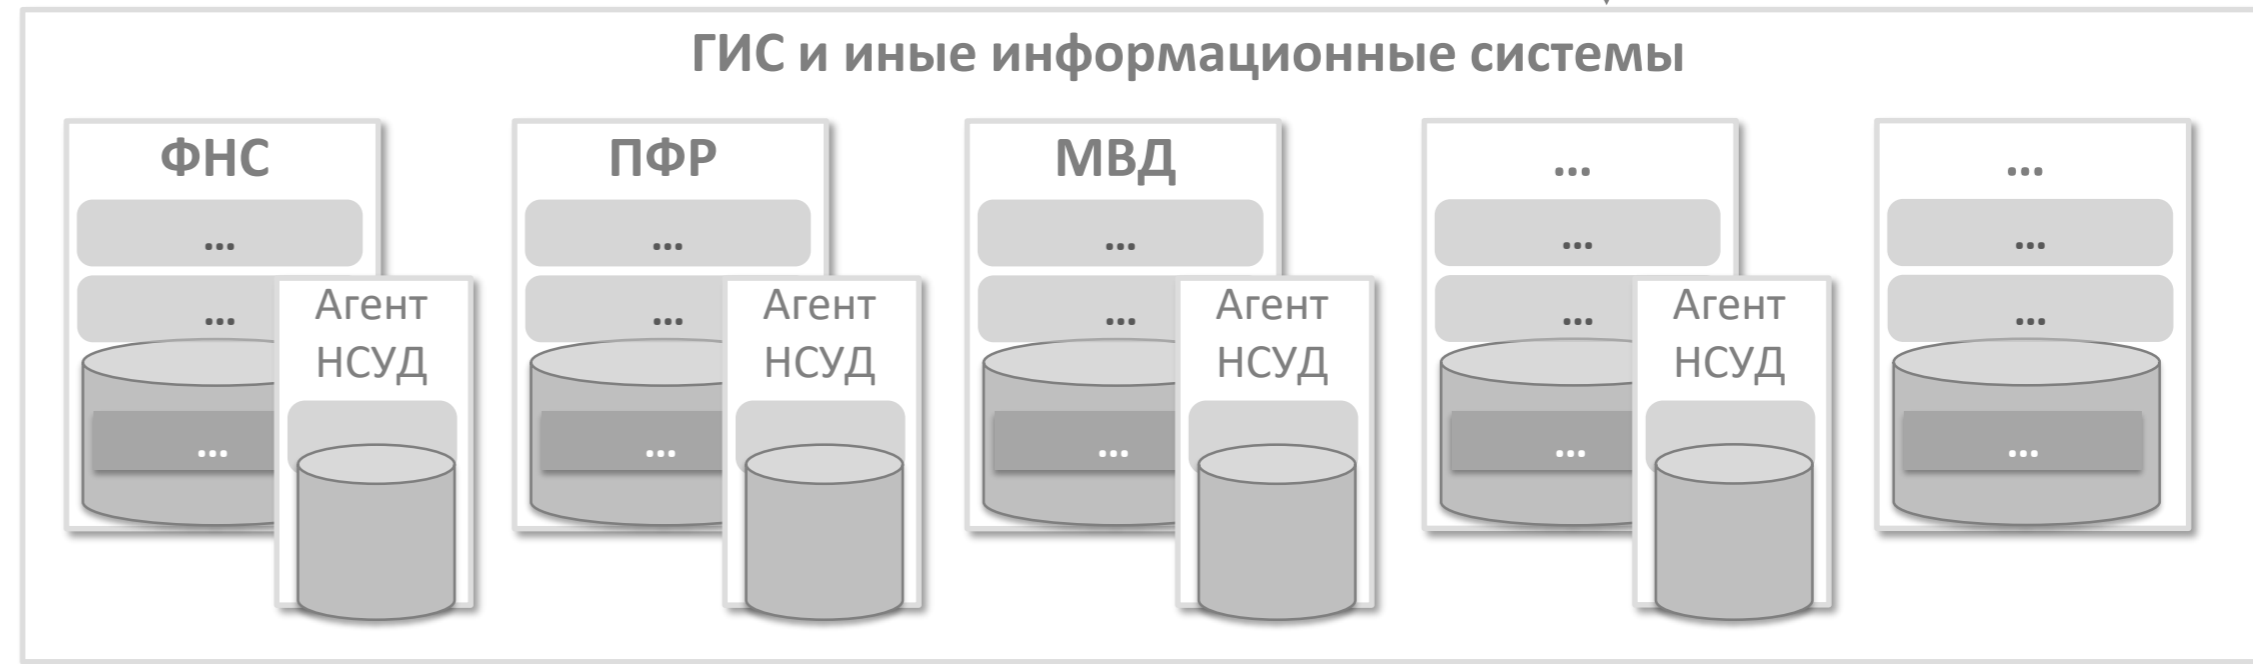 ГИС и иные информационные системы
ФНС
ПФР
МВД
...
...
...
...
...
...
...
...
...
...
...
...
Агент
НСУД
Агент
НСУД
Агент
НСУД
Агент
НСУД
...
...
...
...
...